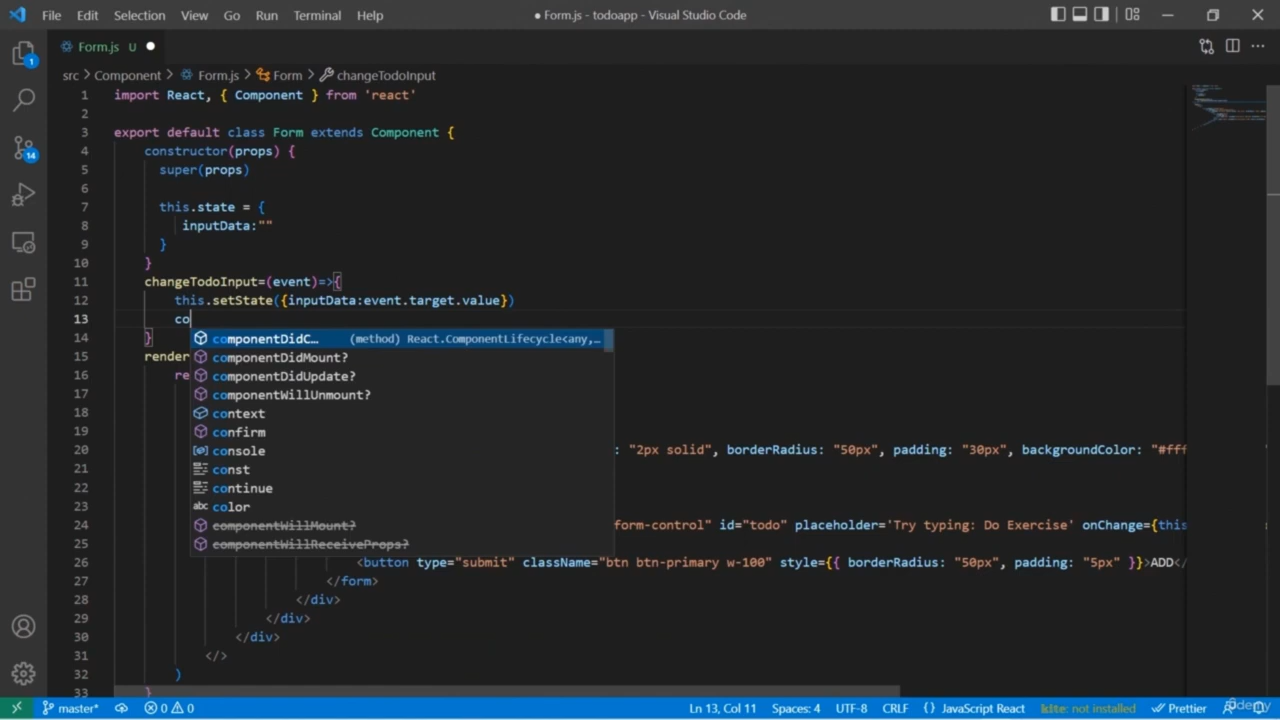 File Edit Selection View Go Run Terminal Help ● Form.js - todoapp - Visual Studio Code
Form.js U
src > Component > Form.js > Form > changeTodoInput
1 import React, { Component } from 'react'
2
3 export default class Form extends Component {
4 constructor(props) {
5 super(props)
6
7 this.state = {
8 inputData:""
9 }
10 }
11 changeTodoInput=(event)=>{
12 this.setState({inputData:event.target.value})
13 co
componentDidC... (method) React.ComponentLifecycle<any,...
14 }
15 render
componentDidMount?
16 re
componentDidUpdate?
17
componentWillUnmount?
18
context
19
confirm
20 : "2px solid", borderRadius: "50px", padding: "30px", backgroundColor: "#fff
console
21
const
22
continue
23
abc color
24 form-control" id="todo" placeholder='Try typing: Do Exercise' onChange={this
componentWillMount?
25
componentWillReceiveProps?
26 <button type="submit" className="btn btn-primary w-100" style={{ borderRadius: "50px", padding: "5px" }}>ADD</
27 </form>
28 </div>
29 </div>
30 </div>
31 </>
32 )
33 }
1
14
master* 0 0 Ln 13, Col 11 Spaces: 4 UTF-8 CRLF {} JavaScript React kite: not installed Prettier
Udemy